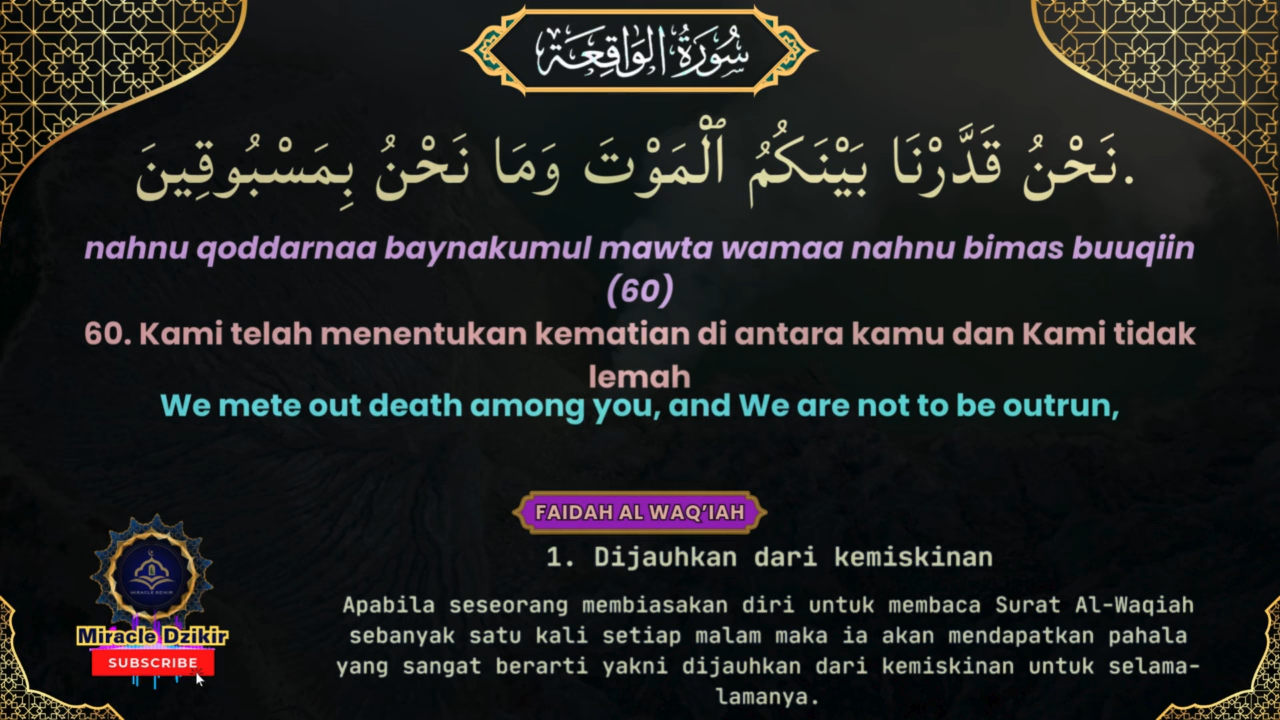 سُورَةُ الوَاقِعَة
نَحْنُ قَدَّرْنَا بَيْنَكُمُ ٱلْمَوْتَ وَمَا نَحْنُ بِمَسْبُوقِينَ.
nahnu qoddarnaa baynakumul mawta wamaa nahnu bimas buuqiin
(60)
60. Kami telah menentukan kematian di antara kamu dan Kami tidak
lemah
We mete out death among you, and We are not to be outrun,
FAIDAH AL WAQ'IAH
1. Dijauhkan dari kemiskinan
Apabila seseorang membiasakan diri untuk membaca Surat Al-Waqiah
sebanyak satu kali setiap malam maka ia akan mendapatkan pahala
yang sangat berarti yakni dijauhkan dari kemiskinan untuk selama-
lamanya.
MIRACLE DZIKIR
Miracle Dzikir
SUBSCRIBE